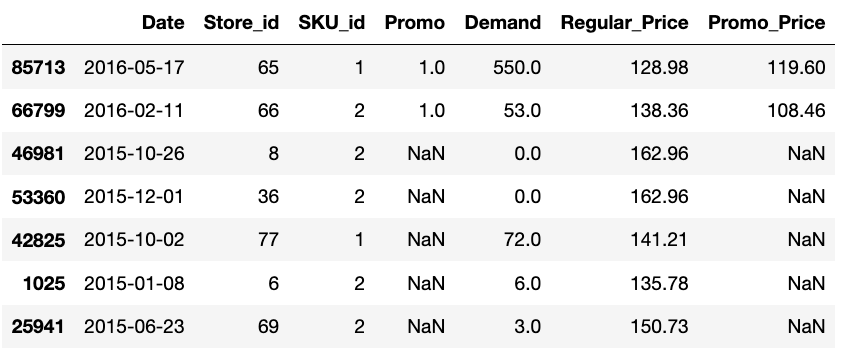 Date Store_id SKU_id Promo Demand Regular_Price Promo_Price
85713 2016-05-17 65 1 1.0 550.0 128.98 119.60
66799 2016-02-11 66 2 1.0 53.0 138.36 108.46
46981 2015-10-26 8 2 NaN 0.0 162.96 NaN
53360 2015-12-01 36 2 NaN 0.0 162.96 NaN
42825 2015-10-02 77 1 NaN 72.0 141.21 NaN
1025 2015-01-08 6 2 NaN 6.0 135.78 NaN
25941 2015-06-23 69 2 NaN 3.0 150.73 NaN